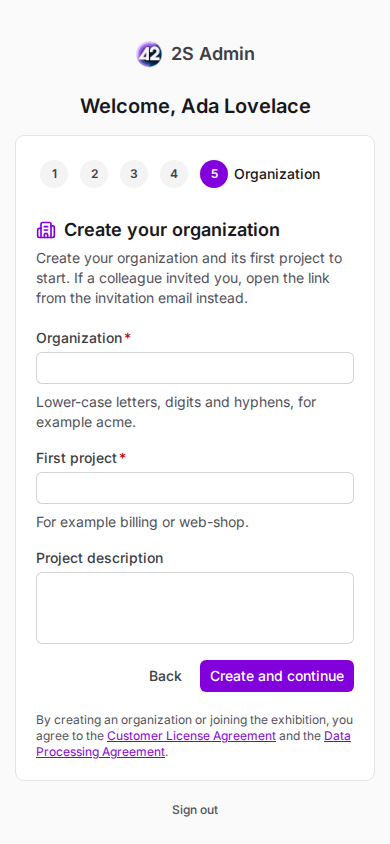 42 2S Admin
Welcome, Ada Lovelace
1 2 3 4 5 Organization
Create your organization
Create your organization and its first project to
start. If a colleague invited you, open the link
from the invitation email instead.
Organization*
Lower-case letters, digits and hyphens, for
example acme.
First project*
For example billing or web-shop.
Project description
Back Create and continue
By creating an organization or joining the exhibition, you
agree to the Customer License Agreement and the Data
Processing Agreement.
Sign out